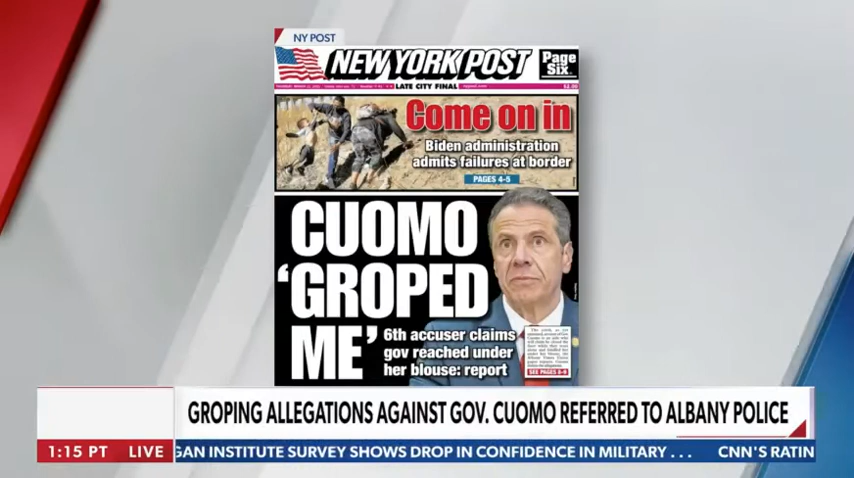 NY POST
NEW YORK POST
Page
Six
LATE CITY FINAL
Come on in
Biden administration
admits failures at border
PAGES 4-5
CUOMO
‘GROPED
ME’
6th accuser claims
gov reached under
her blouse: report
SEE PAGES 8-9
GROPING ALLEGATIONS AGAINST GOV. CUOMO REFERRED TO ALBANY POLICE
1:15 PT LIVE
GAN INSTITUTE SURVEY SHOWS DROP IN CONFIDENCE IN MILITARY . . . CNN'S RATIN